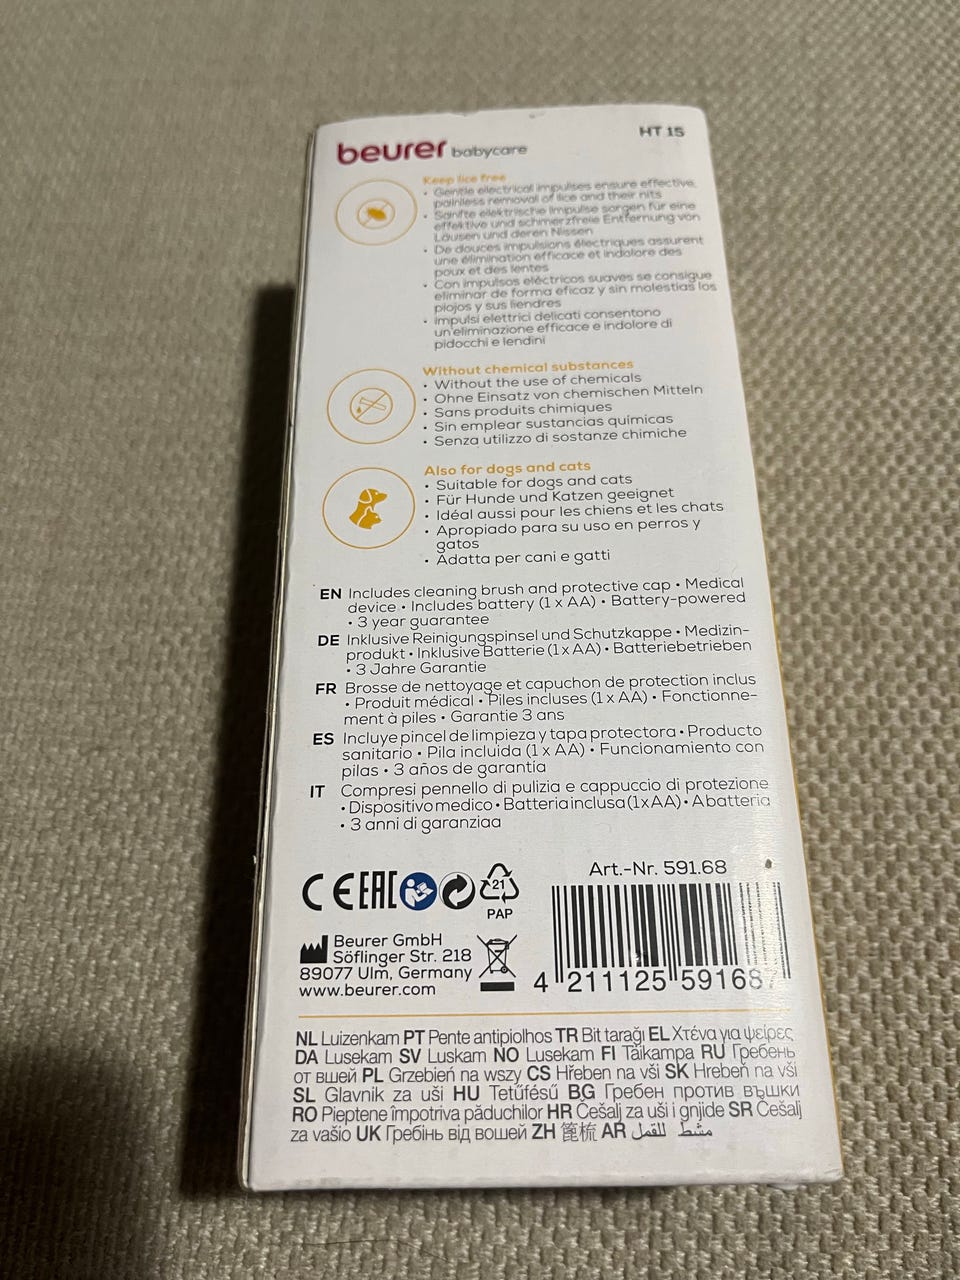 beurer babycare
HT 15
Keep lice free
• Gentle electrical impulses ensure effective,
painless removal of lice and their nits
• Sanfte elektrische Impulse sorgen für eine
effektive und schmerzfreie Entfernung von
Läusen und deren Nissen
• De douces impulsions électriques assurent
une élimination efficace et indolore des
poux et des lentes
• Con impulsos eléctricos suaves se consigue
eliminar de forma eficaz y sin molestias los
piojos y sus liendres
• Impulsi elettrici delicati consentono
un'eliminazione efficace e indolore di
pidocchi e lendini
Without chemical substances
• Without the use of chemicals
• Ohne Einsatz von chemischen Mitteln
• Sans produits chimiques
• Sin emplear sustancias químicas
• Senza utilizzo di sostanze chimiche
Also for dogs and cats
• Suitable for dogs and cats
• Für Hunde und Katzen geeignet
• Idéal aussi pour les chiens et les chats
• Apropiado para su uso en perros y
gatos
• Adatta per cani e gatti
EN Includes cleaning brush and protective cap • Medical
device • Includes battery (1 x AA) • Battery-powered
• 3 year guarantee
DE Inklusive Reinigungspinsel und Schutzkappe • Medizin-
produkt • Inklusive Batterie (1 x AA) • Batteriebetrieben
• 3 Jahre Garantie
FR Brosse de nettoyage et capuchon de protection inclus
• Produit médical • Piles incluses (1 x AA) • Fonctionne-
ment à piles • Garantie 3 ans
ES Incluye pincel de limpieza y tapa protectora • Producto
sanitario • Pila incluida (1 x AA) • Funcionamiento con
pilas • 3 años de garantía
IT Compresi pennello di pulizia e cappuccio di protezione
• Dispositivo medico • Batteria inclusa (1 x AA) • A batteria
• 3 anni di garanziaa
CE EAC
21
PAP
Beurer GmbH
Söflinger Str. 218
89077 Ulm, Germany
www.beurer.com
Art.-Nr. 591.68
4 211125 591687
NL Luizenkam PT Pente antipiolhos TR Bit tarağı EL Χτένα για ψείρες
DA Lusekam SV Luskam NO Lusekam FI Täikampa RU Гребень
от вшей PL Grzebień na wszy CS Hřeben na vši SK Hrebeň na vši
SL Glavnik za uši HU Tetűfésű BG Гребен против въшки
RO Pieptene împotriva păduchilor HR Češalj za uši i gnjide SR Češalj
za vašio UK Гребінь від вошей ZH 篦梳 AR مشط للقمل